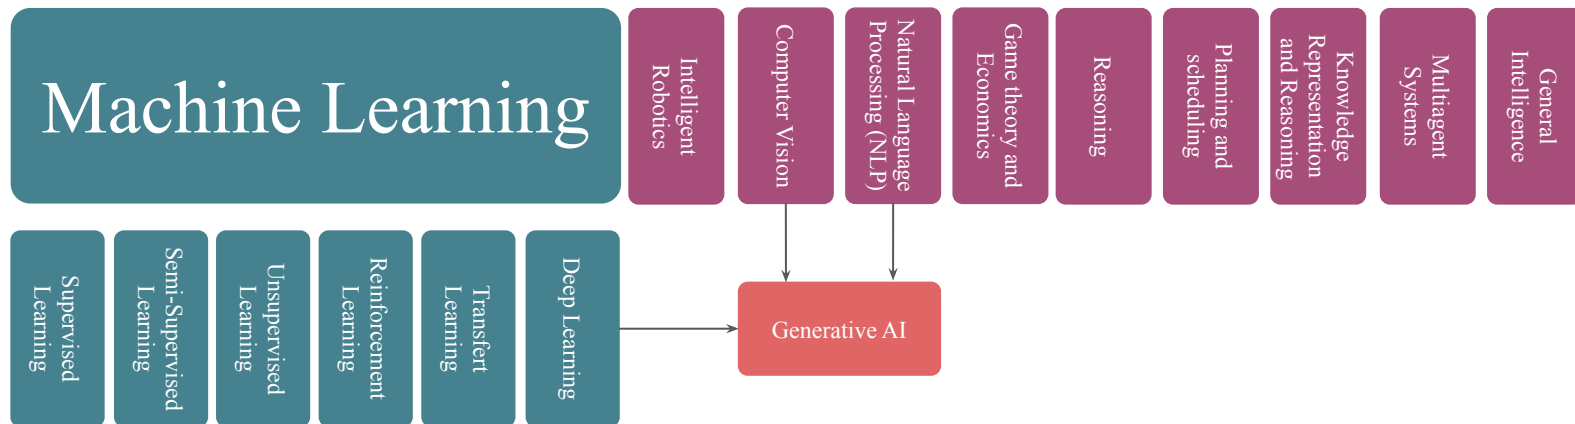 Machine Learning
Intelligent
Robotics
Computer Vision
Natural Language
Processing (NLP)
Game theory and
Economics
Reasoning
Planning and
scheduling
Knowledge
Representation
and Reasoning
Multiagent
Systems
General
Intelligence
Supervised
Learning
Semi-Supervised
Learning
Unsupervised
Learning
Reinforcement
Learning
Transfert
Learning
Deep Learning
Generative AI